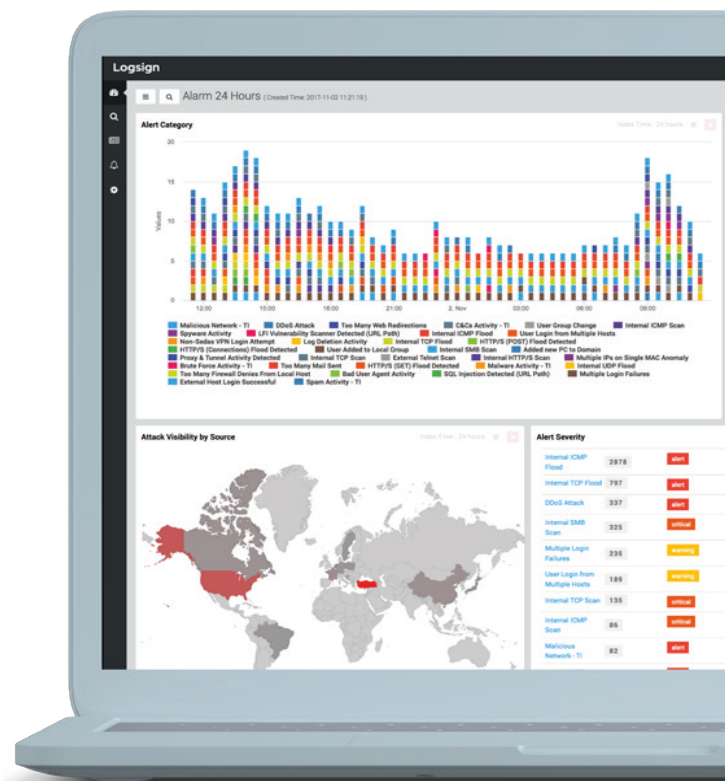 Logsign
Alarm 24 Hours ( Created Time: 2017-11-02 11:21:19 )
Alert Category
Index Time : 24 hours
20
15
10
5
0
Values
12:00 15:00 18:00 21:00 2. Nov 03:00 06:00 09:00
Malicious Network - TI DDoS Attack Too Many Web Redirections C&Cs Activity - TI User Group Change Internal ICMP Scan
Spyware Activity LFI Vulnerability Scanner Detected (URL Path) Internal ICMP Flood User Login from Multiple Hosts
Non-Sedas VPN Login Attempt Log Deletion Activity Internal TCP Flood HTTP/S (POST) Flood Detected
HTTP/S (Connections) Flood Detected User Added to Local Group Internal SMB Scan Added new PC to Domain
Proxy & Tunnel Activity Detected Internal TCP Scan External Telnet Scan Internal HTTP/S Scan Multiple IPs on Single MAC Anomaly
Brute Force Activity - TI Too Many Mail Sent HTTP/S (GET) Flood Detected Malware Activity - TI Internal UDP Flood
Too Many Firewall Denies From Local Host Bad User Agent Activity SQL Injection Detected (URL Path) Multiple Login Failures
External Host Login Successful Spam Activity - TI
Attack Visibility by Source
Index Time : 24 hours
Alert Severity
Internal ICMP
Flood 2878 alert
Internal TCP Flood 797 alert
DDoS Attack 337 alert
Internal SMB
Scan 325 critical
Multiple Login
Failures 235 warning
User Login from
Multiple Hosts 189 warning
Internal TCP Scan 135 critical
Internal ICMP
Scan 86 critical
Malicious
Network - TI 82 alert